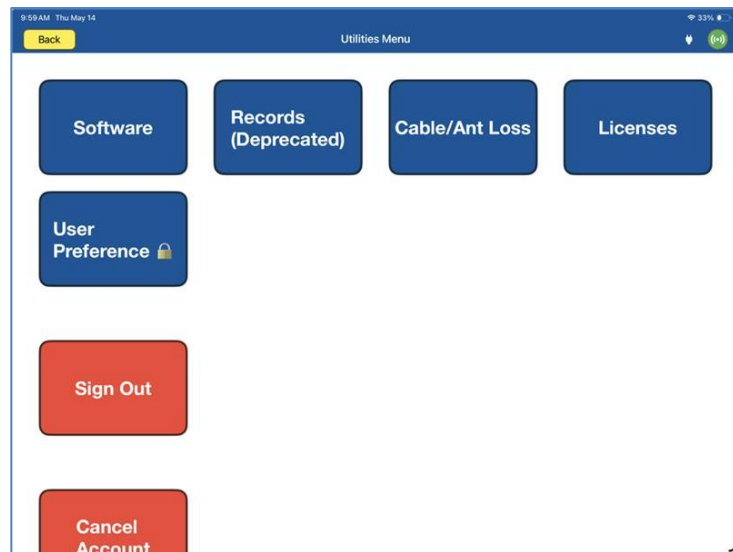 9:59 AM Thu May 14
33%
Back
Utilities Menu
Software
Records
(Deprecated)
Cable/Ant Loss
Licenses
User
Preference
Sign Out
Cancel
Account